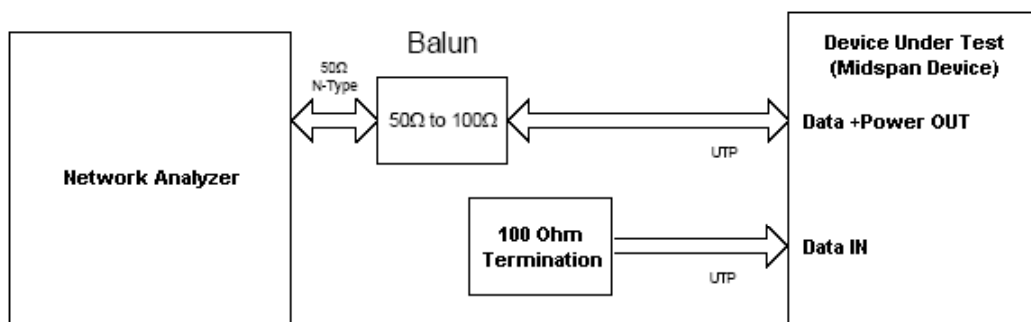 Balun
50Ω
N-Type
50Ω to 100Ω
Network Analyzer
UTP
100 Ohm
Termination
UTP
Device Under Test
(Midspan Device)
Data +Power OUT
Data IN